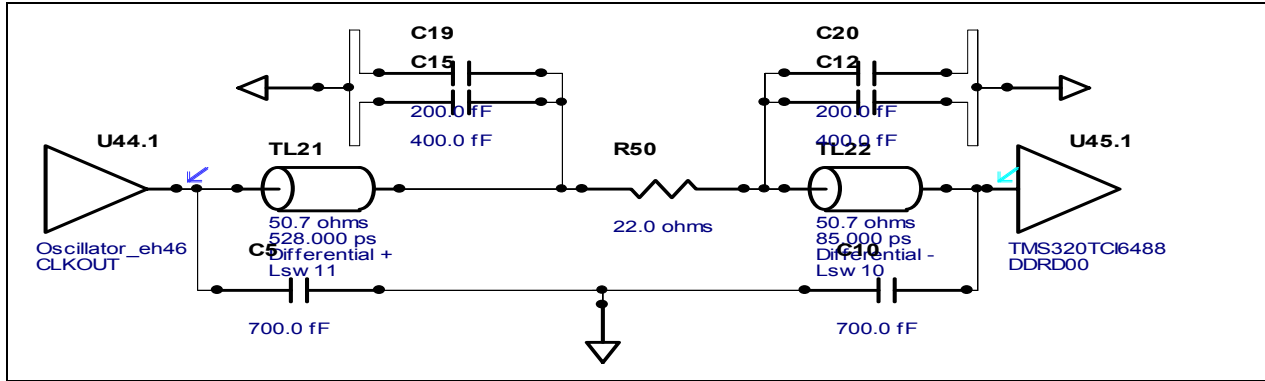 C19
C15
200.0 fF
400.0 fF
C20
C12
200.0 fF
400.0 fF
U44.1
Oscillator_eh46
CLKOUT
TL21
50.7 ohms
528.000 ps
Differential +
Lsw 11
R50
22.0 ohms
TL22
50.7 ohms
85.000 ps
Differential -
Lsw 10
U45.1
TMS320TCI6488
DDRD00
C5
700.0 fF
C10
700.0 fF